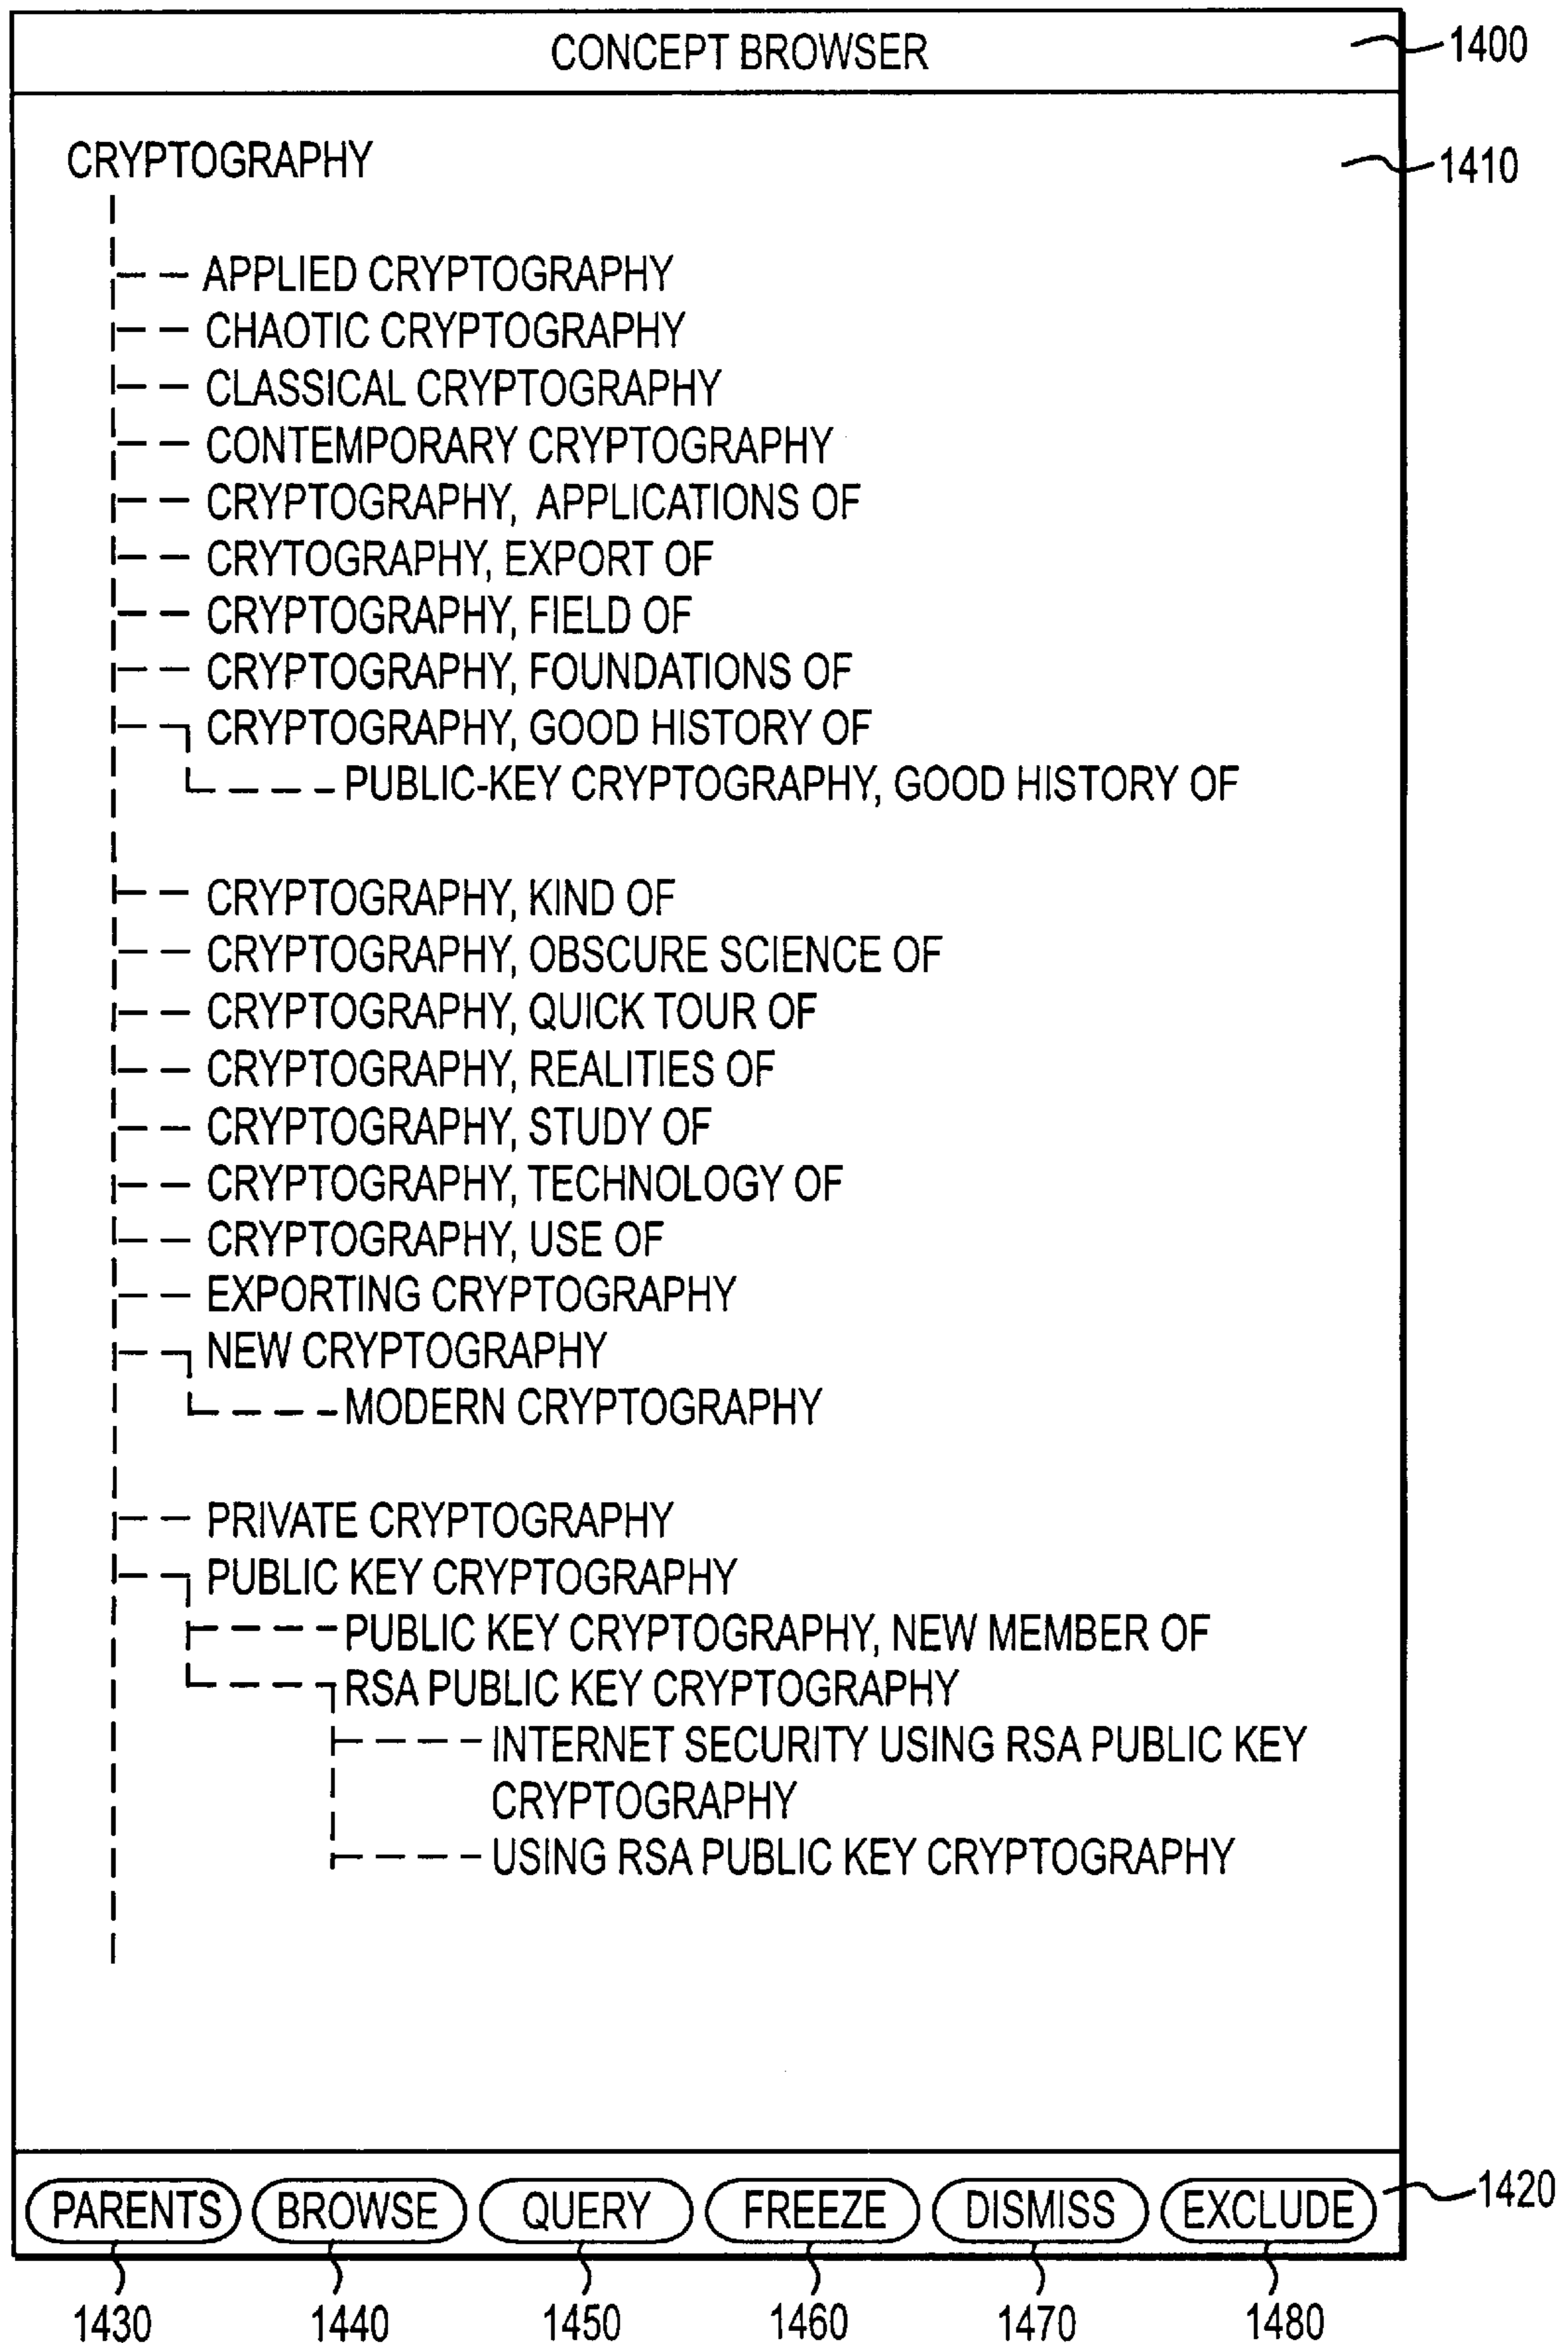 CONCEPT BROWSER
1400
CRYPTOGRAPHY
1410
APPLIED CRYPTOGRAPHY
CHAOTIC CRYPTOGRAPHY
CLASSICAL CRYPTOGRAPHY
CONTEMPORARY CRYPTOGRAPHY
CRYPTOGRAPHY, APPLICATIONS OF
CRYTOGRAPHY, EXPORT OF
CRYPTOGRAPHY, FIELD OF
CRYPTOGRAPHY, FOUNDATIONS OF
CRYPTOGRAPHY, GOOD HISTORY OF
PUBLIC-KEY CRYPTOGRAPHY, GOOD HISTORY OF
CRYPTOGRAPHY, KIND OF
CRYPTOGRAPHY, OBSCURE SCIENCE OF
CRYPTOGRAPHY, QUICK TOUR OF
CRYPTOGRAPHY, REALITIES OF
CRYPTOGRAPHY, STUDY OF
CRYPTOGRAPHY, TECHNOLOGY OF
CRYPTOGRAPHY, USE OF
EXPORTING CRYPTOGRAPHY
NEW CRYPTOGRAPHY
MODERN CRYPTOGRAPHY
PRIVATE CRYPTOGRAPHY
PUBLIC KEY CRYPTOGRAPHY
PUBLIC KEY CRYPTOGRAPHY, NEW MEMBER OF
RSA PUBLIC KEY CRYPTOGRAPHY
INTERNET SECURITY USING RSA PUBLIC KEY
CRYPTOGRAPHY
USING RSA PUBLIC KEY CRYPTOGRAPHY
PARENTS BROWSE QUERY FREEZE DISMISS EXCLUDE
1420
1430 1440 1450 1460 1470 1480